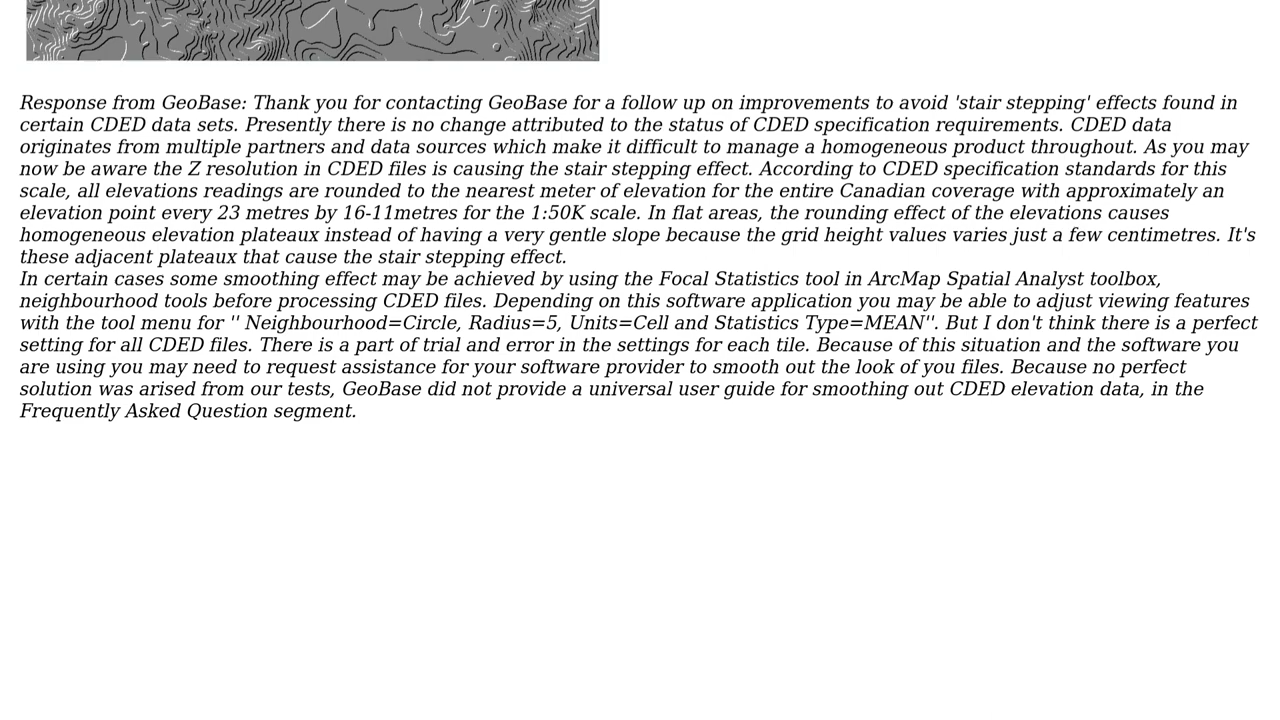 Response from GeoBase: Thank you for contacting GeoBase for a follow up on improvements to avoid 'stair stepping' effects found in
certain CDED data sets. Presently there is no change attributed to the status of CDED specification requirements. CDED data
originates from multiple partners and data sources which make it difficult to manage a homogeneous product throughout. As you may
now be aware the Z resolution in CDED files is causing the stair stepping effect. According to CDED specification standards for this
scale, all elevations readings are rounded to the nearest meter of elevation for the entire Canadian coverage with approximately an
elevation point every 23 metres by 16-11metres for the 1:50K scale. In flat areas, the rounding effect of the elevations causes
homogeneous elevation plateaux instead of having a very gentle slope because the grid height values varies just a few centimetres. It's
these adjacent plateaux that cause the stair stepping effect.
In certain cases some smoothing effect may be achieved by using the Focal Statistics tool in ArcMap Spatial Analyst toolbox,
neighbourhood tools before processing CDED files. Depending on this software application you may be able to adjust viewing features
with the tool menu for '' Neighbourhood=Circle, Radius=5, Units=Cell and Statistics Type=MEAN''. But I don't think there is a perfect
setting for all CDED files. There is a part of trial and error in the settings for each tile. Because of this situation and the software you
are using you may need to request assistance for your software provider to smooth out the look of you files. Because no perfect
solution was arised from our tests, GeoBase did not provide a universal user guide for smoothing out CDED elevation data, in the
Frequently Asked Question segment.